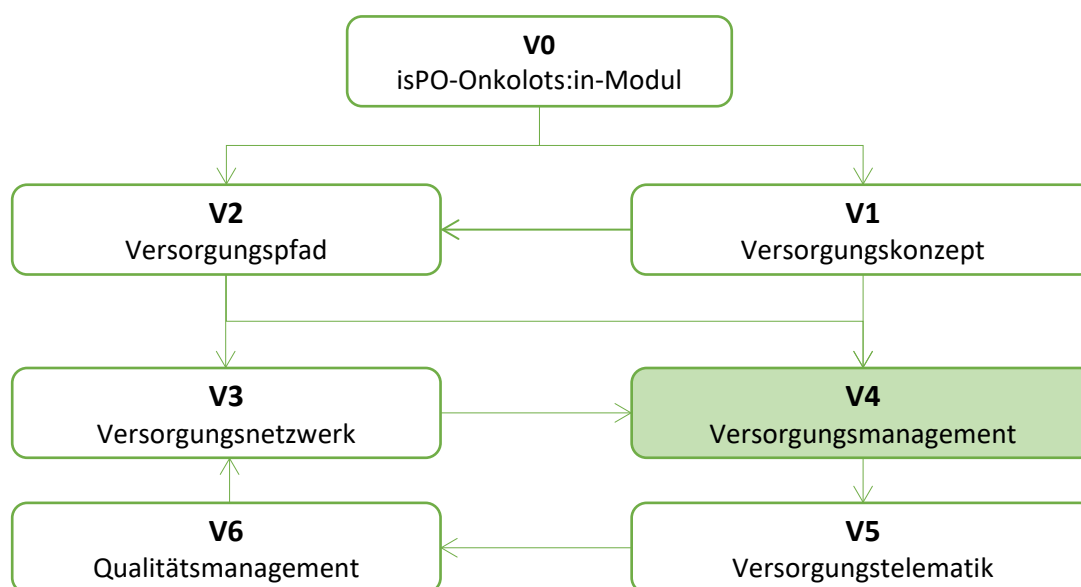 V0
isPO-Onkolots:in-Modul
V2
Versorgungspfad
V1
Versorgungskonzept
V3
Versorgungsnetzwerk
V4
Versorgungsmanagement
V6
Qualitätsmanagement
V5
Versorgungstelematik